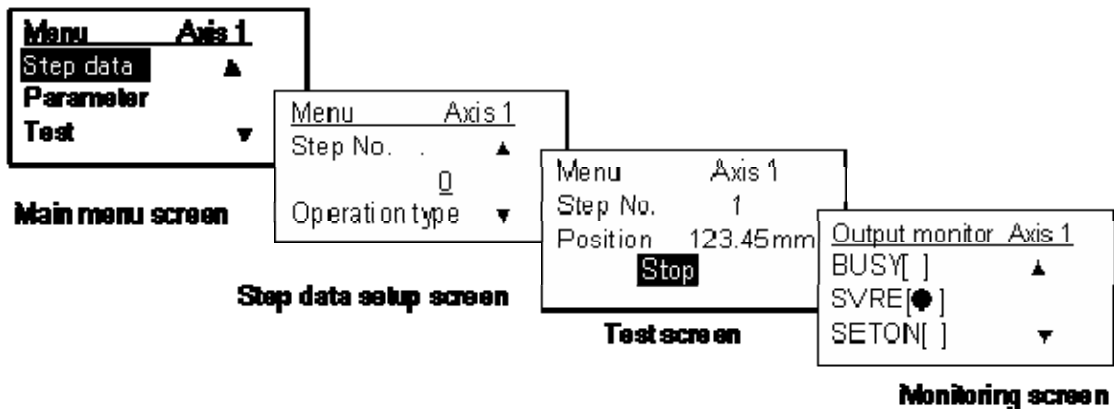 Menu Axis 1
Step data ▲
Parameter
Test ▼
Main menu screen
Menu Axis 1
Step No. . ▲
0
Operation type ▼
Step data setup screen
Menu Axis 1
Step No. 1
Position 123.45mm
Stop
Test screen
Output monitor Axis 1
BUSY[ ] ▲
SVRE[●]
SETON[ ] ▼
Monitoring screen